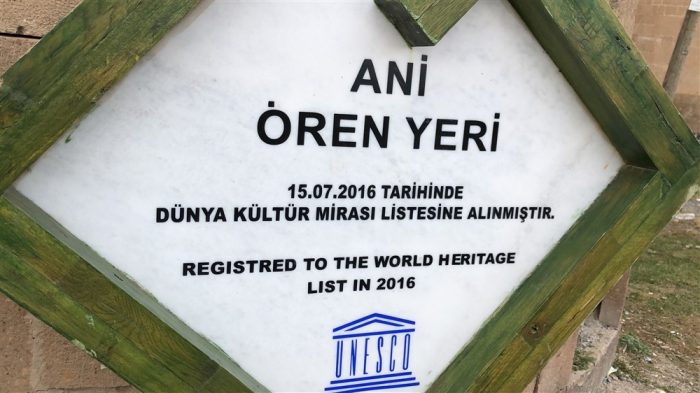 ANİ
ÖREN YERİ
15.07.2016 TARİHİNDE
DÜNYA KÜLTÜR MİRASI LİSTESİNE ALINMIŞTIR.
REGISTRED TO THE WORLD HERITAGE
LIST IN 2016
UNESCO